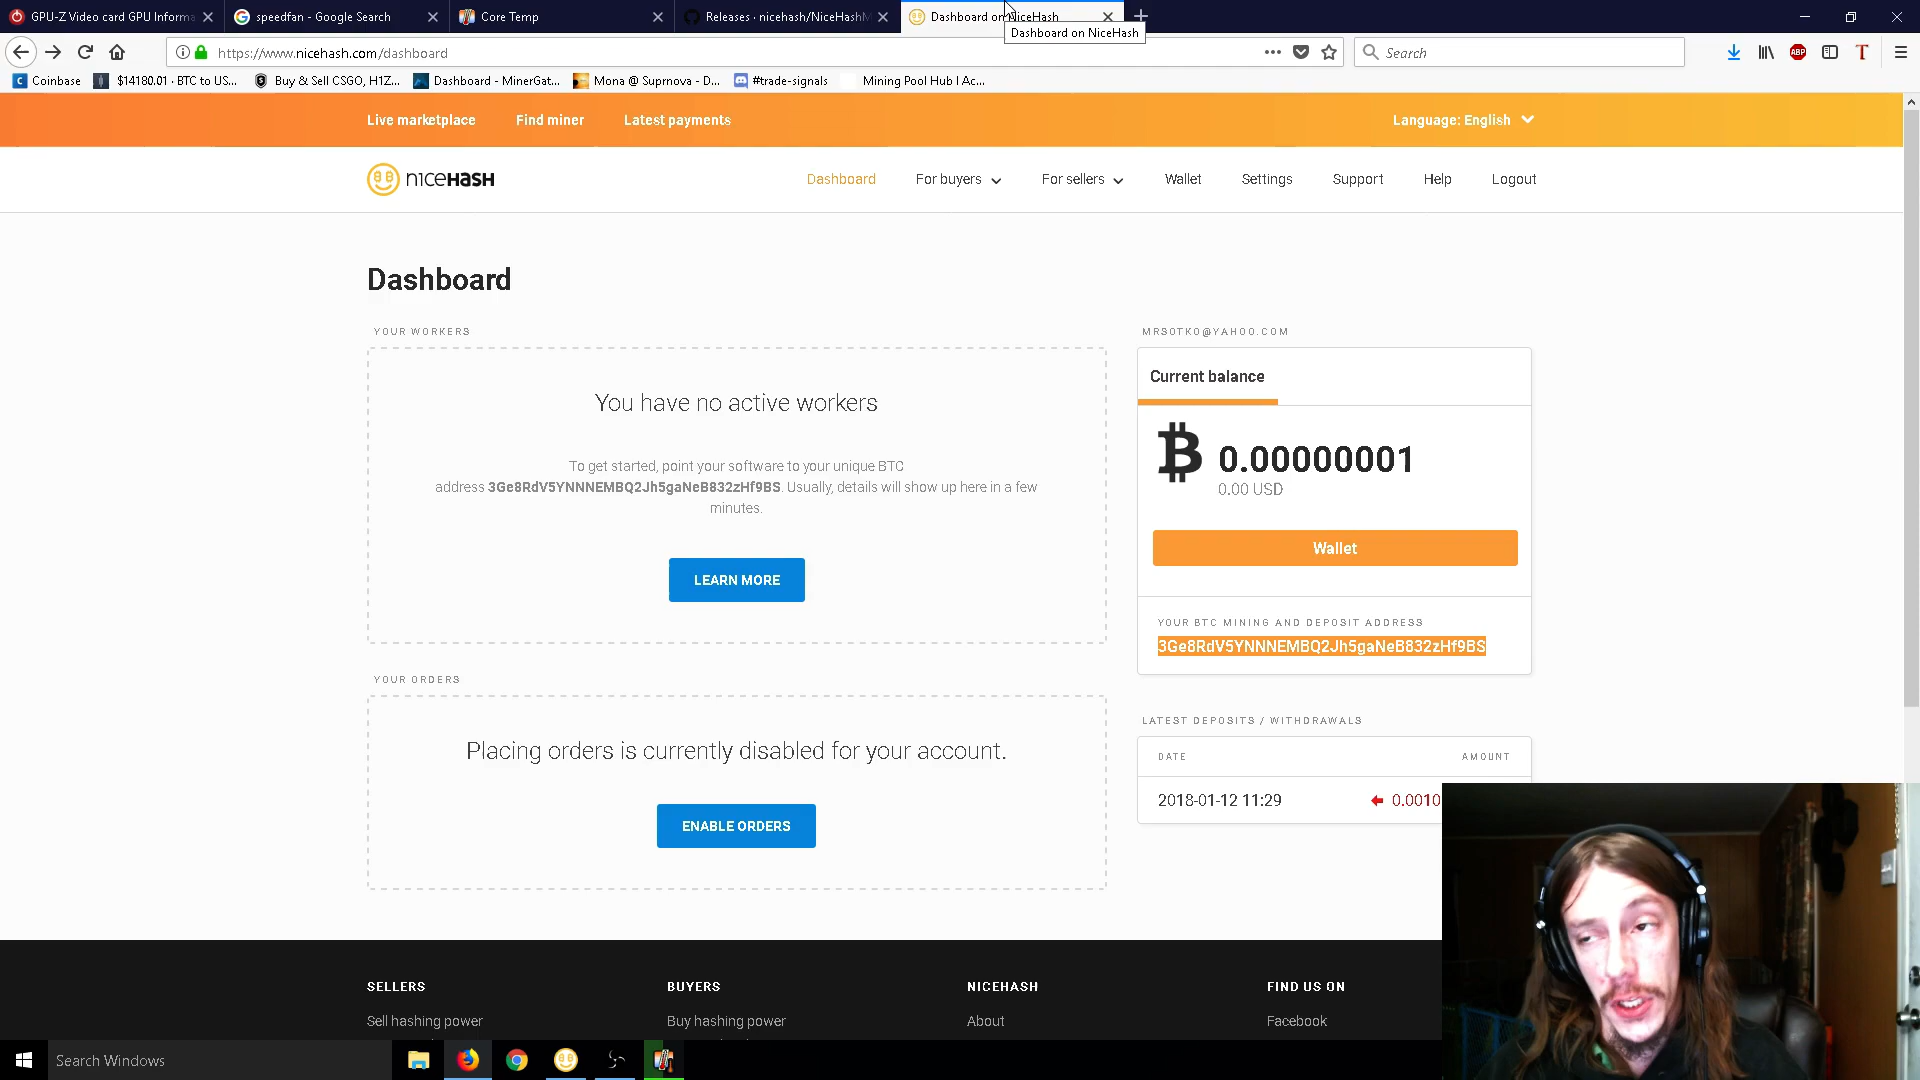 GPU-Z Video card GPU Informa
speedfan - Google Search
Core Temp
Releases · nicehash/NiceHashM
Dashboard on NiceHash
Dashboard on NiceHash
https://www.nicehash.com/dashboard
Search
Coinbase
$14180.01 · BTC to US...
Buy & Sell CSGO, H1Z...
Dashboard - MinerGat...
Mona @ Suprnova - D...
#trade-signals
Mining Pool Hub | Ac...
Live marketplace
Find miner
Latest payments
Language: English
nıceHASH
Dashboard
For buyers
For sellers
Wallet
Settings
Support
Help
Logout
Dashboard
YOUR WORKERS
You have no active workers
To get started, point your software to your unique BTC
address 3Ge8RdV5YNNNEMBQ2Jh5gaNeB832zHf9BS. Usually, details will show up here in a few
minutes.
LEARN MORE
MRSOTKO@YAHOO.COM
Current balance
0.00000001
0.00 USD
Wallet
YOUR BTC MINING AND DEPOSIT ADDRESS
3Ge8RdV5YNNNEMBQ2Jh5gaNeB832zHf9BS
YOUR ORDERS
Placing orders is currently disabled for your account.
ENABLE ORDERS
LATEST DEPOSITS / WITHDRAWALS
DATE
AMOUNT
2018-01-12 11:29
0.0010
SELLERS
BUYERS
NICEHASH
FIND US ON
Sell hashing power
Buy hashing power
About
Facebook
Search Windows